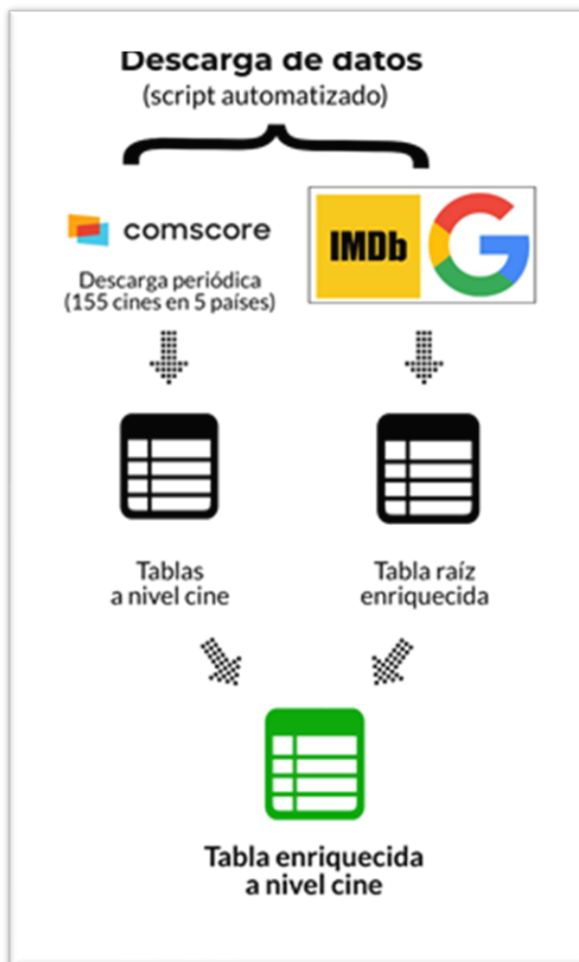 Descarga de datos
(script automatizado)
comscore
Descarga periódica
(155 cines en 5 países)
IMDb
G
Tablas
a nivel cine
Tabla raíz
enriquecida
Tabla enriquecida
a nivel cine